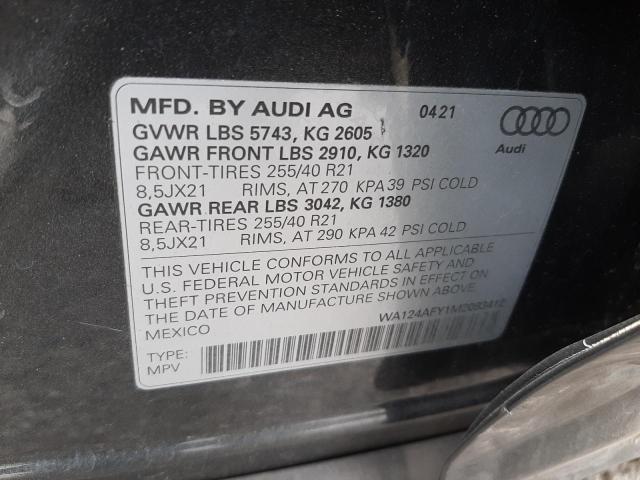 MFD. BY AUDI AG 04 21
GVWR LBS 5743, KG 2605
GAWR FRONT LBS 2910, KG 1320
FRONT-TIRES 255/40 R21
8,5JX21 RIMS, AT 270 KPA 39 PSI COLD
GAWR REAR LBS 3042, KG 1380
REAR-TIRES 255/40 R21
8,5JX21 RIMS, AT 290 KPA 42 PSI COLD
Audi
THIS VEHICLE CONFORMS TO ALL APPLICABLE
U.S. FEDERAL MOTOR VEHICLE SAFETY AND
THEFT PREVENTION STANDARDS IN EFFECT ON
DATE OF MANUFACTURE SHOWN ABOVE.
MEXICO
TYPE:
MPV